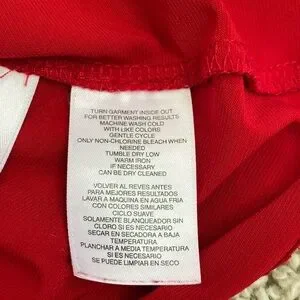 TURN GARMENT INSIDE OUT
FOR BETTER WASHING RESULTS
MACHINE WASH COLD
WITH LIKE COLORS
GENTLE CYCLE
ONLY NON-CHLORINE BLEACH WHEN
NEEDED
TUMBLE DRY LOW
WARM IRON
IF NECESSARY
CAN BE DRY CLEANED
VOLVER AL REVES ANTES
PARA MEJORES RESULTADOS
LAVAR A MAQUINA EN AGUA FRIA
CON COLORES SIMILARES
CICLO SUAVE
SOLAMENTE BLANQUEADOR SIN
CLORO SI ES NECESARIO
SECAR EN SECADORA A BAJA
TEMPERATURA
PLANCHAR A MEDIA TEMPERATURA
SI ES NECESARIO
SE PUEDE LIMPIAR EN SECO